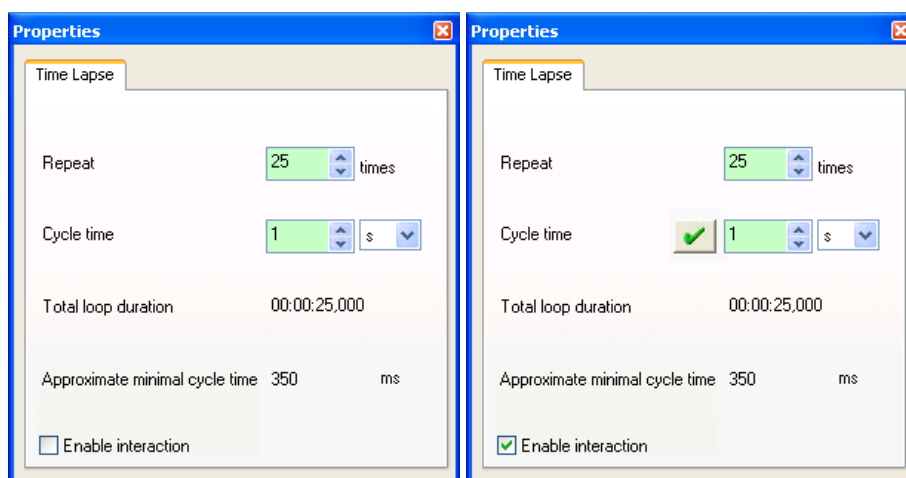 Properties
Time Lapse
Repeat 25 times
Cycle time 1 s
Total loop duration 00:00:25,000
Approximate minimal cycle time 350 ms
Enable interaction
Properties
Time Lapse
Repeat 25 times
Cycle time 1 s
Total loop duration 00:00:25,000
Approximate minimal cycle time 350 ms
Enable interaction